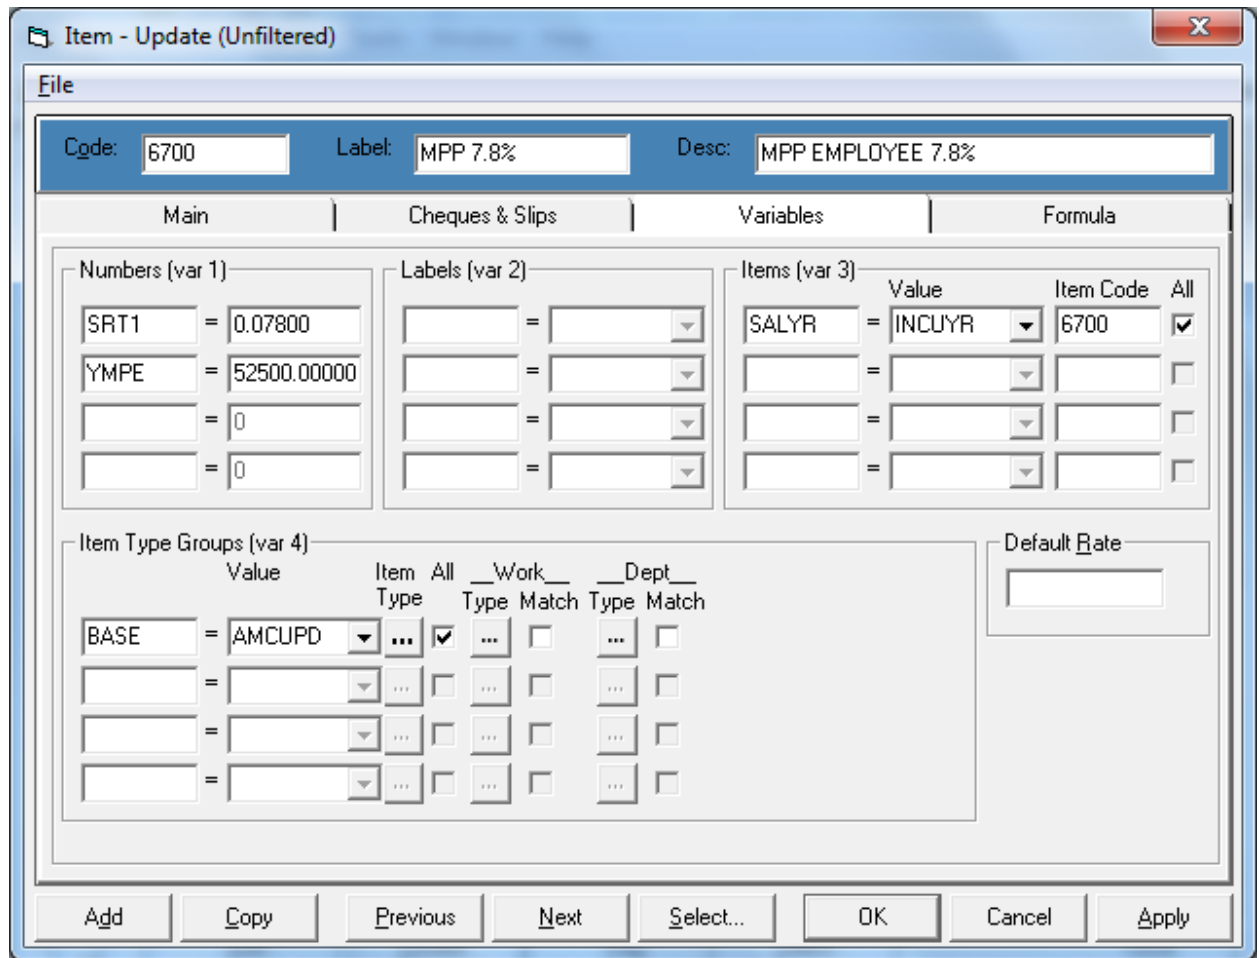 Item - Update (Unfiltered)
File
Code: 6700 Label: MPP 7.8% Desc: MPP EMPLOYEE 7.8%
Main Cheques & Slips Variables Formula
Numbers (var 1) Labels (var 2) Items (var 3)
Value Item Code All
SRT1 = 0.07800 = SALYR = INCUYR 6700
YMPE = 52500.00000 = =
= 0 = =
= 0 = =
Item Type Groups (var 4) Default Rate
Value Item All __Work__ __Dept__
Type Type Match Type Match
BASE = AMCUPD ... ... ...
= ... ... ...
= ... ... ...
= ... ... ...
Add Copy Previous Next Select... OK Cancel Apply